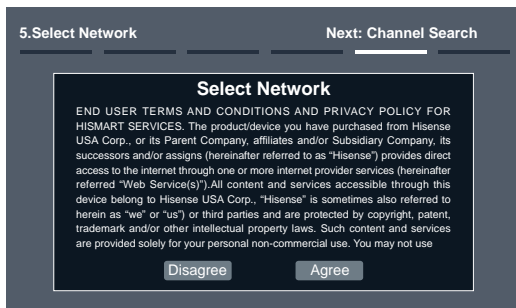 5.Select Network
Next: Channel Search
Select Network
END USER TERMS AND CONDITIONS AND PRIVACY POLICY FOR
HISMART SERVICES. The product/device you have purchased from Hisense
USA Corp., or its Parent Company, affiliates and/or Subsidiary Company, its
successors and/or assigns (hereinafter referred to as “Hisense”) provides direct
access to the internet through one or more internet provider services (hereinafter
referred “Web Service(s)”).All content and services accessible through this
device belong to Hisense USA Corp., “Hisense” is sometimes also referred to
herein as “we” or “us”) or third parties and are protected by copyright, patent,
trademark and/or other intellectual property laws. Such content and services
are provided solely for your personal non-commercial use. You may not use
Disagree
Agree